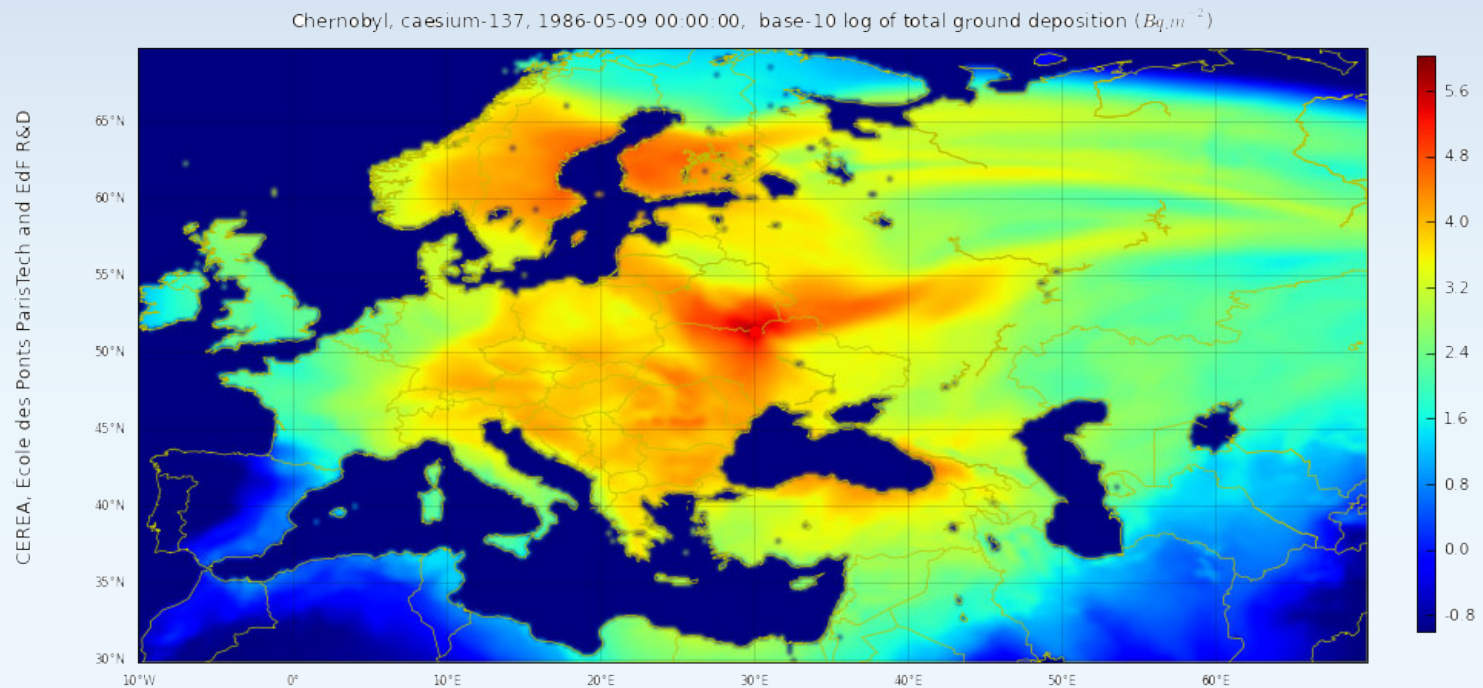 Chernobyl, caesium-137, 1986-05-09 00:00:00, base-10 log of total ground deposition (Bq.m⁻²)
CEREA, École des Ponts ParisTech and EdF R&D
65°N
60°N
55°N
50°N
45°N
40°N
35°N
30°N
10°W
0°
10°E
20°E
30°E
40°E
50°E
60°E
5.6
4.8
4.0
3.2
2.4
1.6
0.8
0.0
-0.8